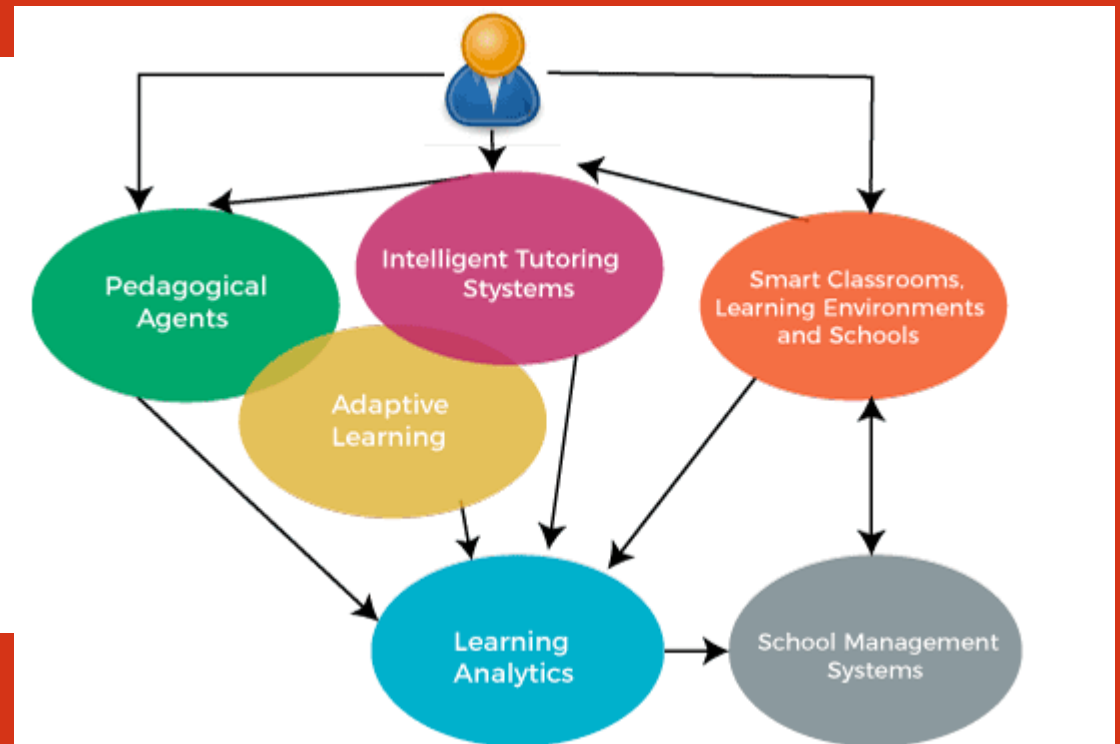 Intelligent Tutoring
Stystems
Pedagogical
Agents
Smart Classrooms,
Learning Environments
and Schools
Adaptive
Learning
Learning
Analytics
School Management
Systems